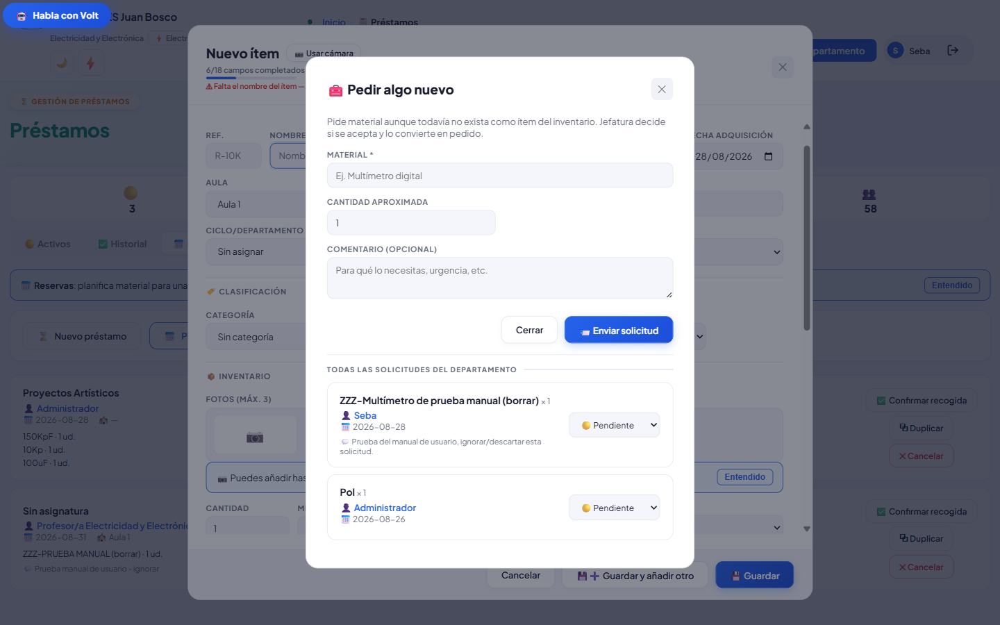 Habla con Volt
ES Juan Bosco
Electricidad y Electrónica
Electr
Inicio
Préstamos
partamento
S
Seba
GESTIÓN DE PRÉSTAMOS
Préstamos
3
58
Activos
Historial
Reservas: planifica material para una
Entendido
Nuevo préstamo
P
Proyectos Artísticos
Administrador
2026-08-28 —
150KpF · 1 ud.
10Kp · 1 ud.
100uF · 1 ud.
Confirmar recogida
Duplicar
Cancelar
Sin asignatura
Profesor/a Electricidad y Electróni
2026-08-31 Aula 1
ZZZ-PRUEBA MANUAL (borrar) · 1 ud.
Prueba manual de usuario - ignorar
Confirmar recogida
Duplicar
Cancelar
Nuevo ítem
Usar cámara
6/18 campos completados
Falta el nombre del ítem —
REF.
NOMBRE
R-10K
Nomb
ECHA ADQUISICIÓN
28/08/2026
AULA
Aula 1
CICLO/DEPARTAMENTO
Sin asignar
CLASIFICACIÓN
CATEGORÍA
Sin categoría
INVENTARIO
FOTOS (MÁX. 3)
Puedes añadir has
Entendido
CANTIDAD
M
1
Cancelar
Guardar y añadir otro
Guardar
Pedir algo nuevo
Pide material aunque todavía no exista como ítem del inventario. Jefatura decide
si se acepta y lo convierte en pedido.
MATERIAL *
Ej. Multímetro digital
CANTIDAD APROXIMADA
1
COMENTARIO (OPCIONAL)
Para qué lo necesitas, urgencia, etc.
Cerrar
Enviar solicitud
TODAS LAS SOLICITUDES DEL DEPARTAMENTO
ZZZ-Multímetro de prueba manual (borrar) × 1
Seba
2026-08-28
Prueba del manual de usuario, ignorar/descartar esta
solicitud.
Pendiente
Pol × 1
Administrador
2026-08-26
Pendiente